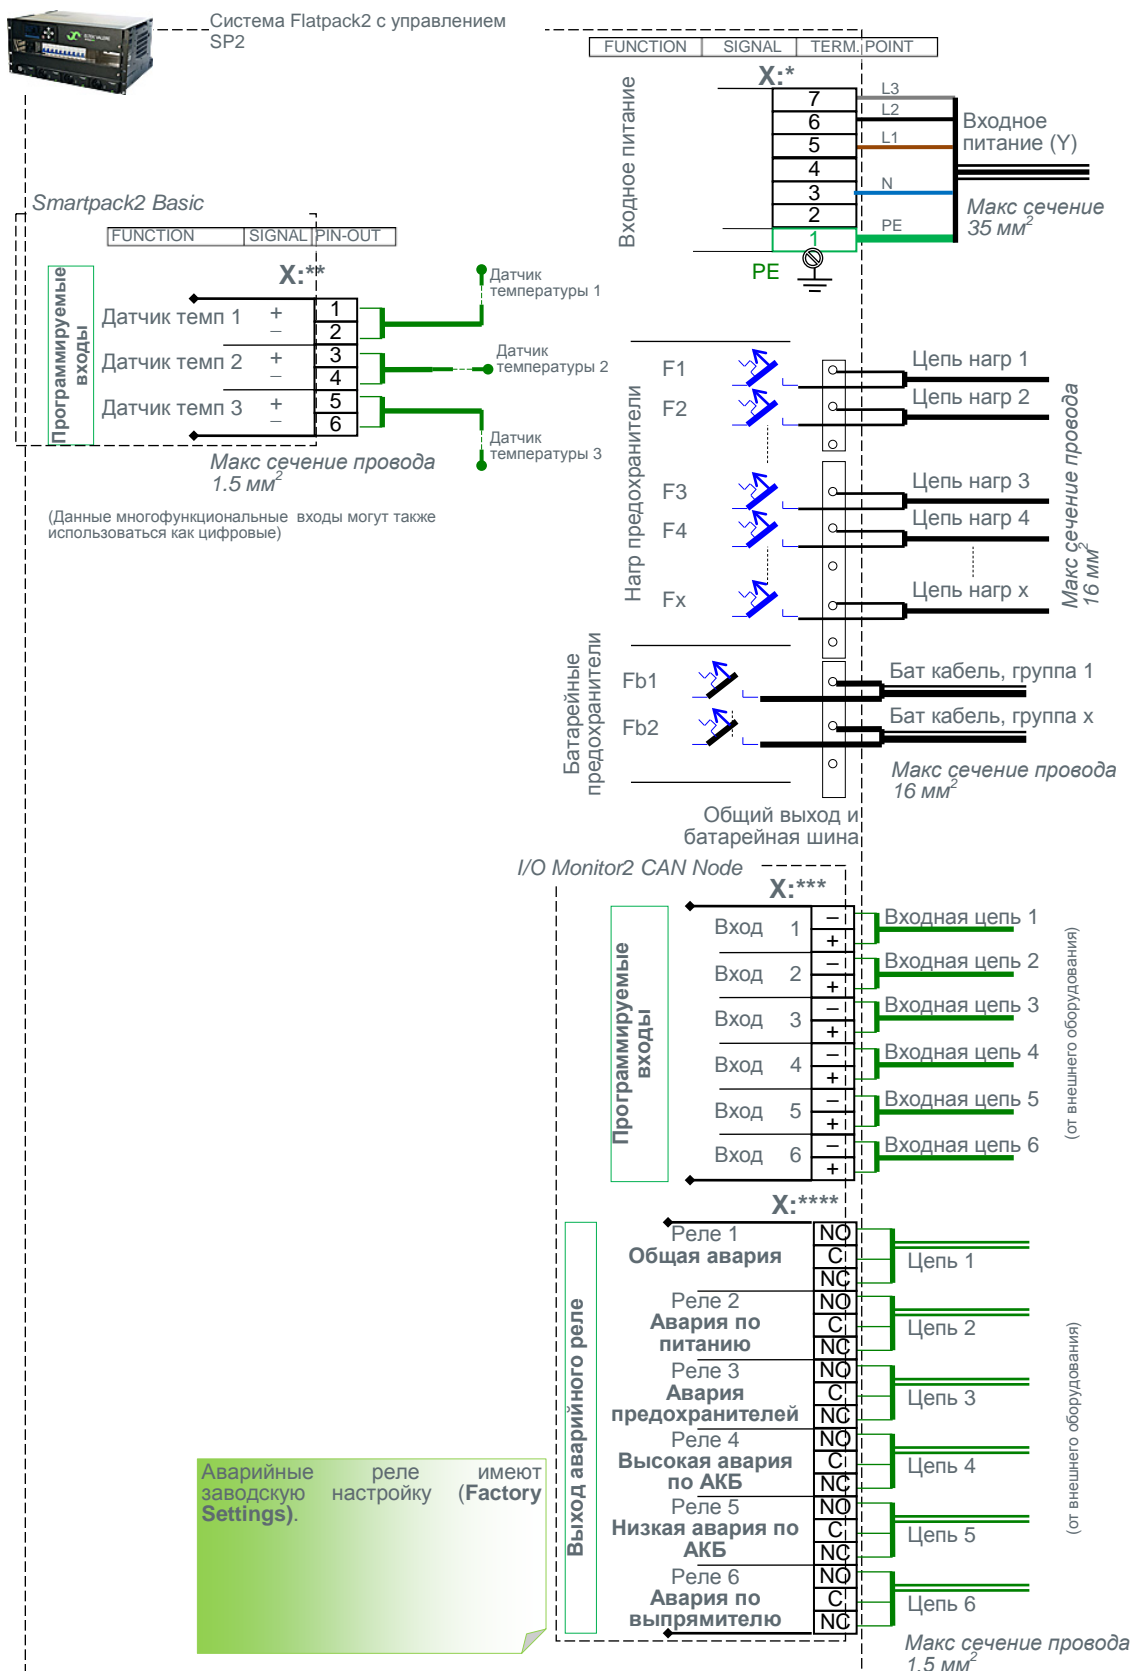 Система Flatpack2 с управлением
SP2
FUNCTION SIGNAL TERM. POINT
X:*
Входное питание
7
6
5
4
3
2
1
PE
L3
L2
L1
N
PE
Входное
питание (Y)
Макс сечение
35 мм²
Smartpack2 Basic
FUNCTION SIGNAL PIN-OUT
X:**
Программируемые
входы
Датчик темп 1 + 1
– 2
Датчик темп 2 + 3
– 4
Датчик темп 3 + 5
– 6
Датчик
температуры 1
Датчик
температуры 2
Датчик
температуры 3
Макс сечение провода
1.5 мм²
(Данные многофункциональные входы могут также
использоваться как цифровые)
Нагр предохранители
F1
F2
F3
F4
Fx
Цепь нагр 1
Цепь нагр 2
Цепь нагр 3
Цепь нагр 4
Цепь нагр x
Макс сечение провода
16 мм²
Батарейные
предохранители
Fb1
Fb2
Бат кабель, группа 1
Бат кабель, группа x
Макс сечение провода
16 мм²
Общий выход и
батарейная шина
I/O Monitor2 CAN Node
X:***
Программируемые
входы
Вход 1 –
+
Вход 2 –
+
Вход 3 –
+
Вход 4 –
+
Вход 5 –
+
Вход 6 –
+
Входная цепь 1
Входная цепь 2
Входная цепь 3
Входная цепь 4
Входная цепь 5
Входная цепь 6
(от внешнего оборудования)
X:****
Выход аварийного реле
Реле 1 NO
Общая авария C
NC
Цепь 1
Реле 2 NO
Авария по C
питанию NC
Цепь 2
Реле 3 NO
Авария C
предохранителей NC
Цепь 3
Реле 4 NO
Высокая авария C
по АКБ NC
Цепь 4
Реле 5 NO
Низкая авария по C
АКБ NC
Цепь 5
Реле 6 NO
Авария по C
выпрямителю NC
Цепь 6
(от внешнего оборудования)
Макс сечение провода
1.5 мм²
Аварийные реле имеют
заводскую настройку (Factory
Settings).